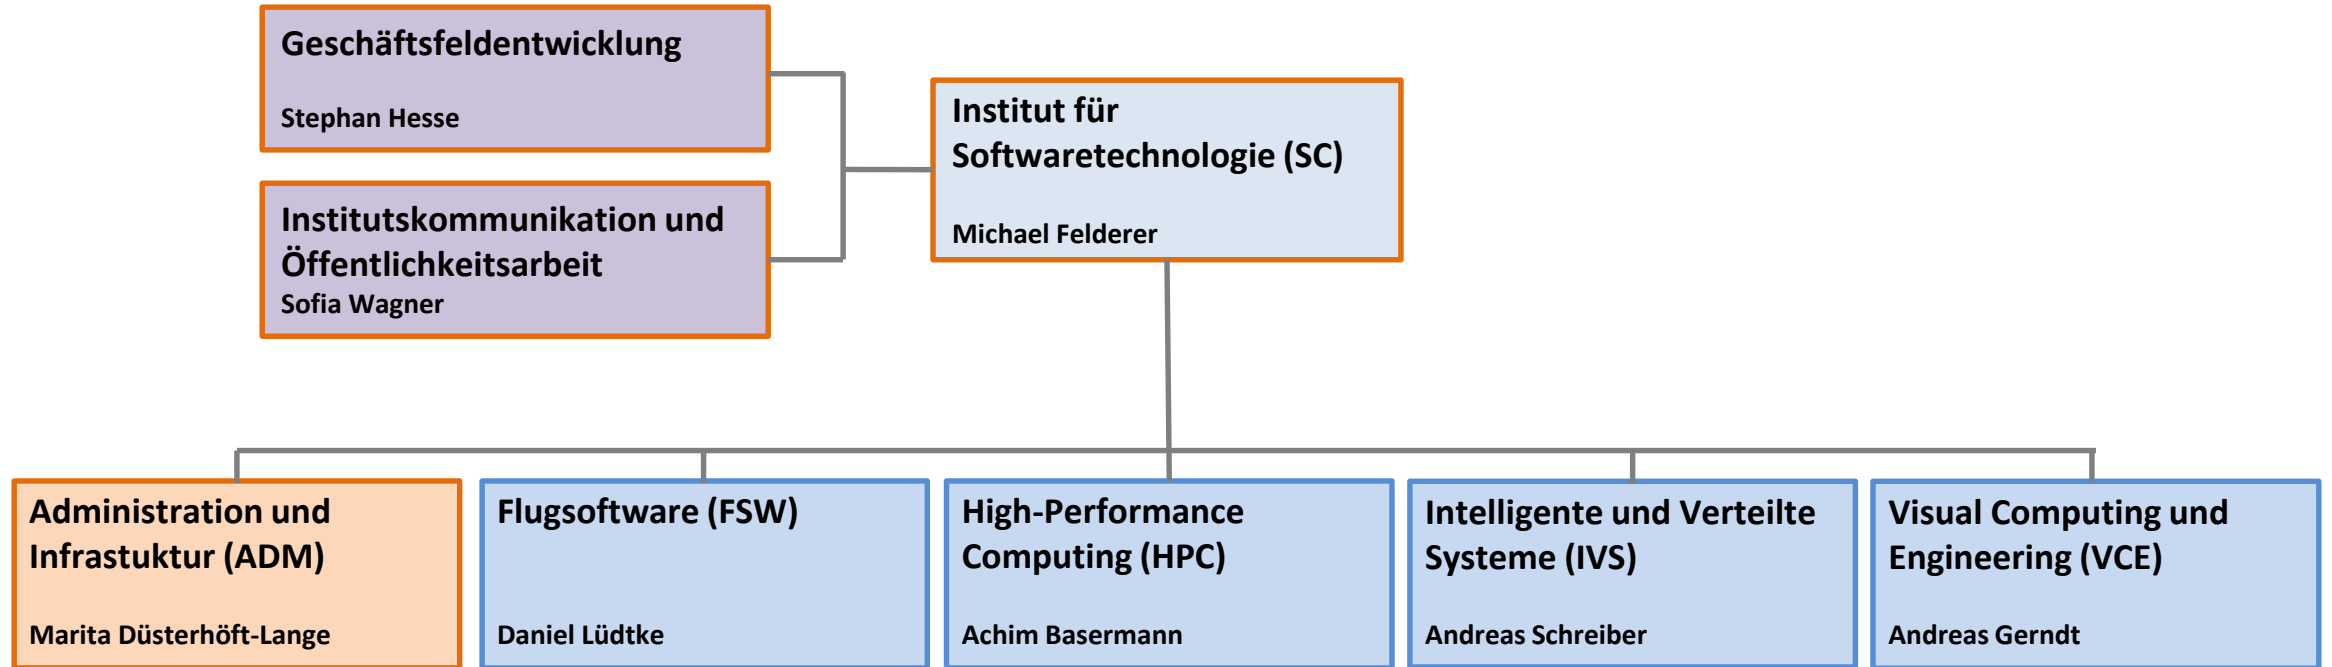 Geschäftsfeldentwicklung
Stephan Hesse
Institutskommunikation und
Öffentlichkeitsarbeit
Sofia Wagner
Institut für
Softwaretechnologie (SC)
Michael Felderer
Administration und
Infrastuktur (ADM)
Marita Düsterhöft-Lange
Flugsoftware (FSW)
Daniel Lüdtke
High-Performance
Computing (HPC)
Achim Basermann
Intelligente und Verteilte
Systeme (IVS)
Andreas Schreiber
Visual Computing und
Engineering (VCE)
Andreas Gerndt